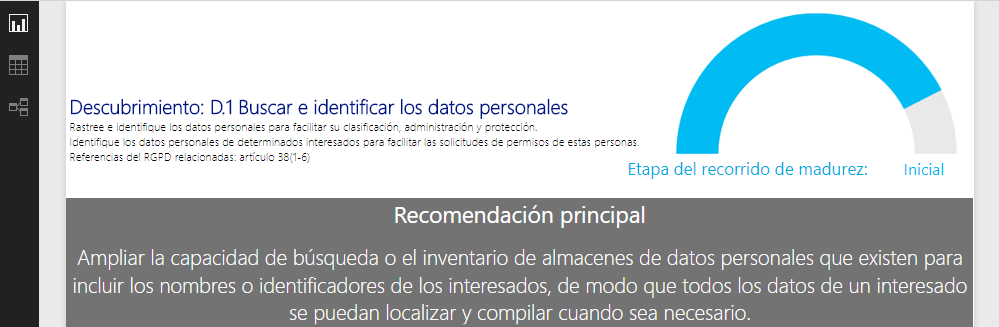 Descubrimiento: D.1 Buscar e identificar los datos personales
Rastree e identifique los datos personales para facilitar su clasificación, administración y protección.
Identifique los datos personales de determinados interesados para facilitar las solicitudes de permisos de estas personas.
Referencias del RGPD relacionadas: artículo 38(1-6)
Etapa del recorrido de madurez: Inicial
Recomendación principal
Ampliar la capacidad de búsqueda o el inventario de almacenes de datos personales que existen para
incluir los nombres o identificadores de los interesados, de modo que todos los datos de un interesado
se puedan localizar y compilar cuando sea necesario.